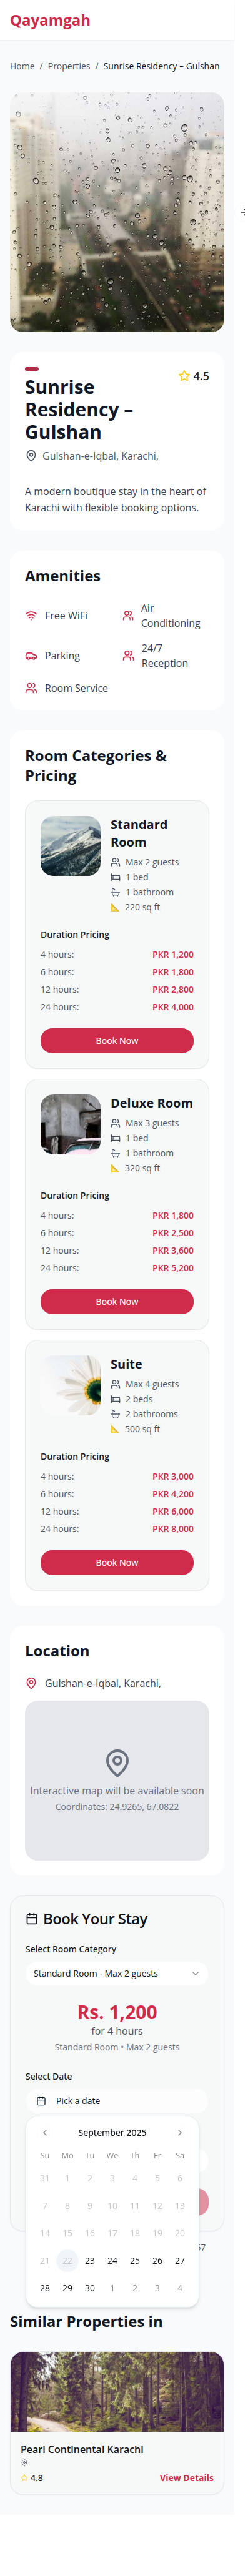 Qayamgah
Home / Properties / Sunrise Residency – Gulshan
Sunrise
Residency –
Gulshan
4.5
Gulshan-e-Iqbal, Karachi,
A modern boutique stay in the heart of
Karachi with flexible booking options.
Amenities
Free WiFi
Air
Conditioning
Parking
24/7
Reception
Room Service
Room Categories &
Pricing
Standard
Room
Max 2 guests
1 bed
1 bathroom
220 sq ft
Duration Pricing
4 hours: PKR 1,200
6 hours: PKR 1,800
12 hours: PKR 2,800
24 hours: PKR 4,000
Book Now
Deluxe Room
Max 3 guests
1 bed
1 bathroom
320 sq ft
Duration Pricing
4 hours: PKR 1,800
6 hours: PKR 2,500
12 hours: PKR 3,600
24 hours: PKR 5,200
Book Now
Suite
Max 4 guests
2 beds
2 bathrooms
500 sq ft
Duration Pricing
4 hours: PKR 3,000
6 hours: PKR 4,200
12 hours: PKR 6,000
24 hours: PKR 8,000
Book Now
Location
Gulshan-e-Iqbal, Karachi,
Interactive map will be available soon
Coordinates: 24.9265, 67.0822
Book Your Stay
Select Room Category
Standard Room - Max 2 guests
Rs. 1,200
for 4 hours
Standard Room • Max 2 guests
Select Date
Pick a date
September 2025
Su Mo Tu We Th Fr Sa
31 1 2 3 4 5 6
7 8 9 10 11 12 13
14 15 16 17 18 19 20
21 22 23 24 25 26 27
28 29 30 1 2 3 4
Similar Properties in
Pearl Continental Karachi
4.8 View Details